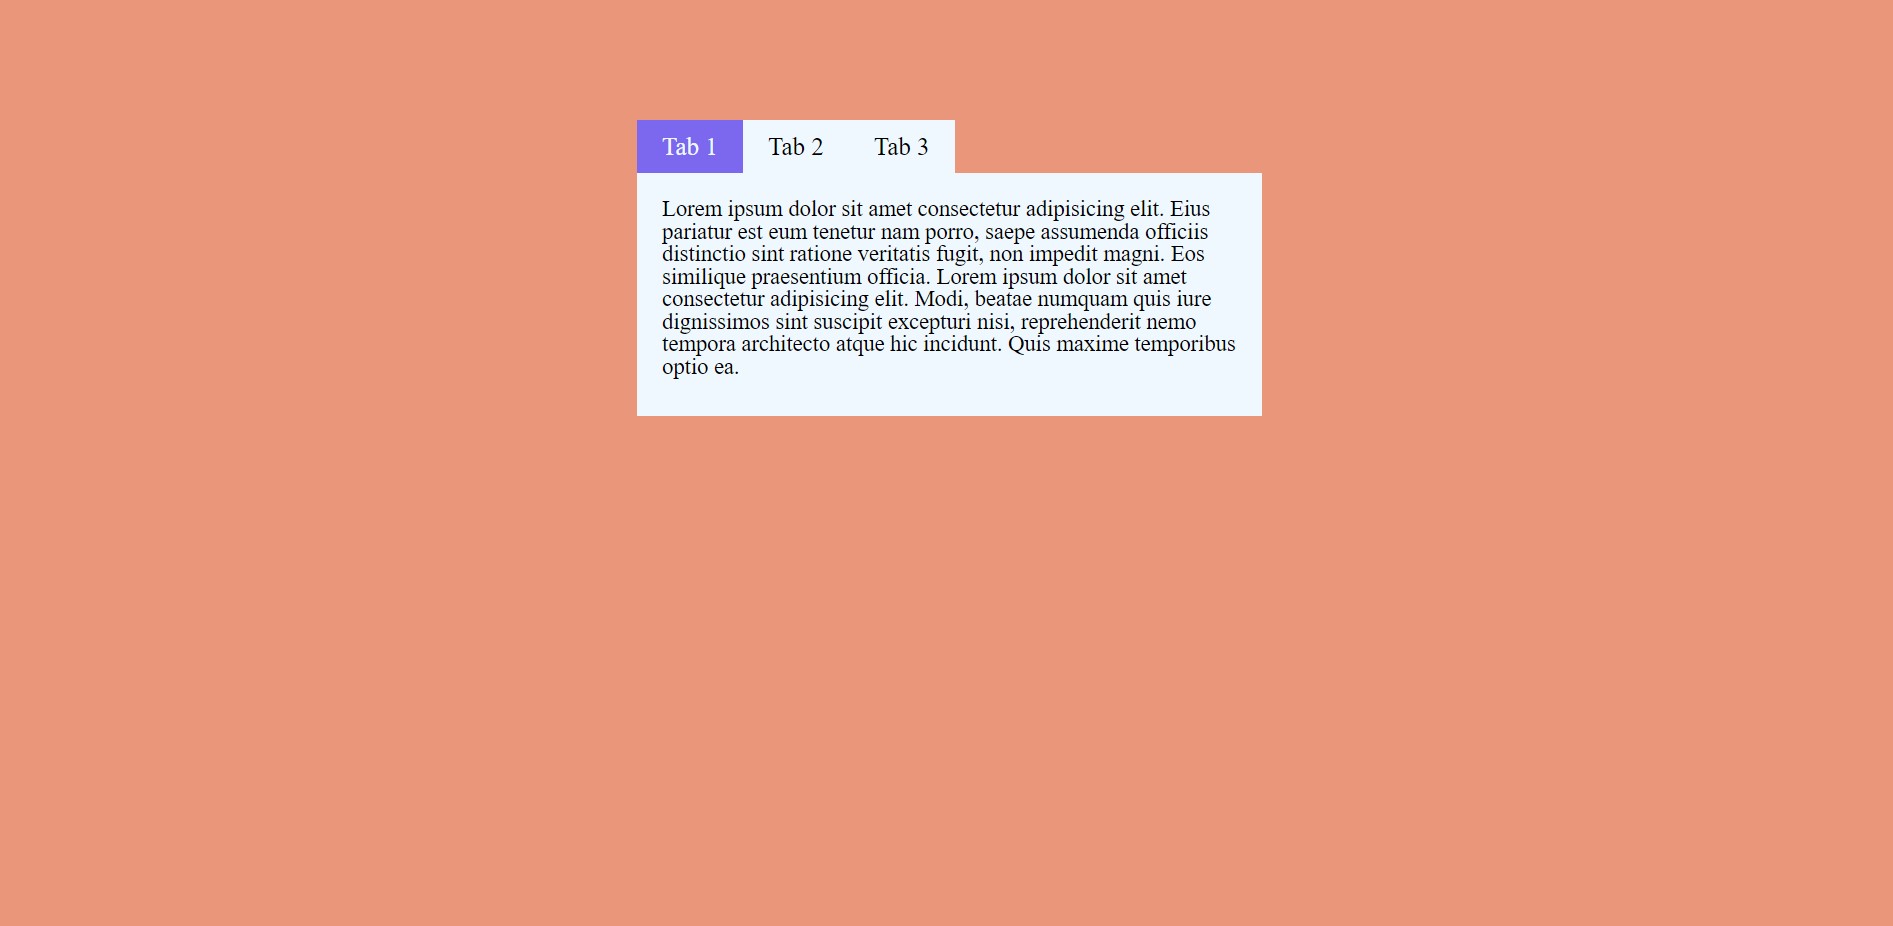 Tab 1 Tab 2 Tab 3
Lorem ipsum dolor sit amet consectetur adipisicing elit. Eius
pariatur est eum tenetur nam porro, saepe assumenda officiis
distinctio sint ratione veritatis fugit, non impedit magni. Eos
similique praesentium officia. Lorem ipsum dolor sit amet
consectetur adipisicing elit. Modi, beatae numquam quis iure
dignissimos sint suscipit excepturi nisi, reprehenderit nemo
tempora architecto atque hic incidunt. Quis maxime temporibus
optio ea.